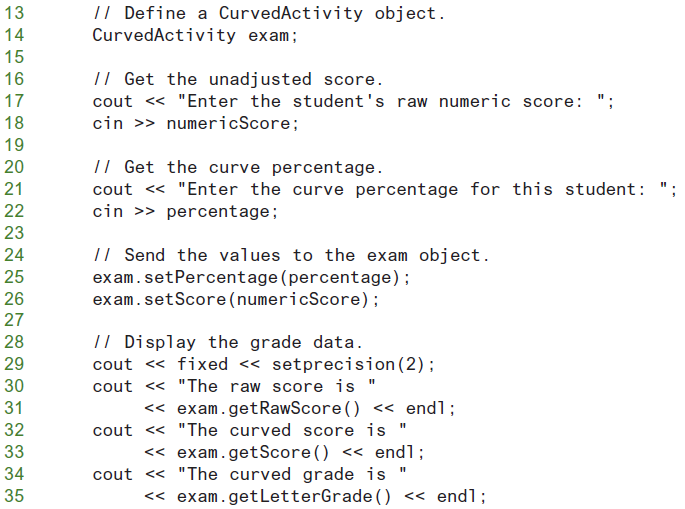 13 // Define a CurvedActivity object.
14 CurvedActivity exam;
15
16 // Get the unadjusted score.
17 cout << "Enter the student's raw numeric score: ";
18 cin >> numericScore;
19
20 // Get the curve percentage.
21 cout << "Enter the curve percentage for this student: ";
22 cin >> percentage;
23
24 // Send the values to the exam object.
25 exam.setPercentage(percentage);
26 exam.setScore(numericScore);
27
28 // Display the grade data.
29 cout << fixed << setprecision(2);
30 cout << "The raw score is "
31 << exam.getRawScore() << endl;
32 cout << "The curved score is "
33 << exam.getScore() << endl;
34 cout << "The curved grade is "
35 << exam.getLetterGrade() << endl;